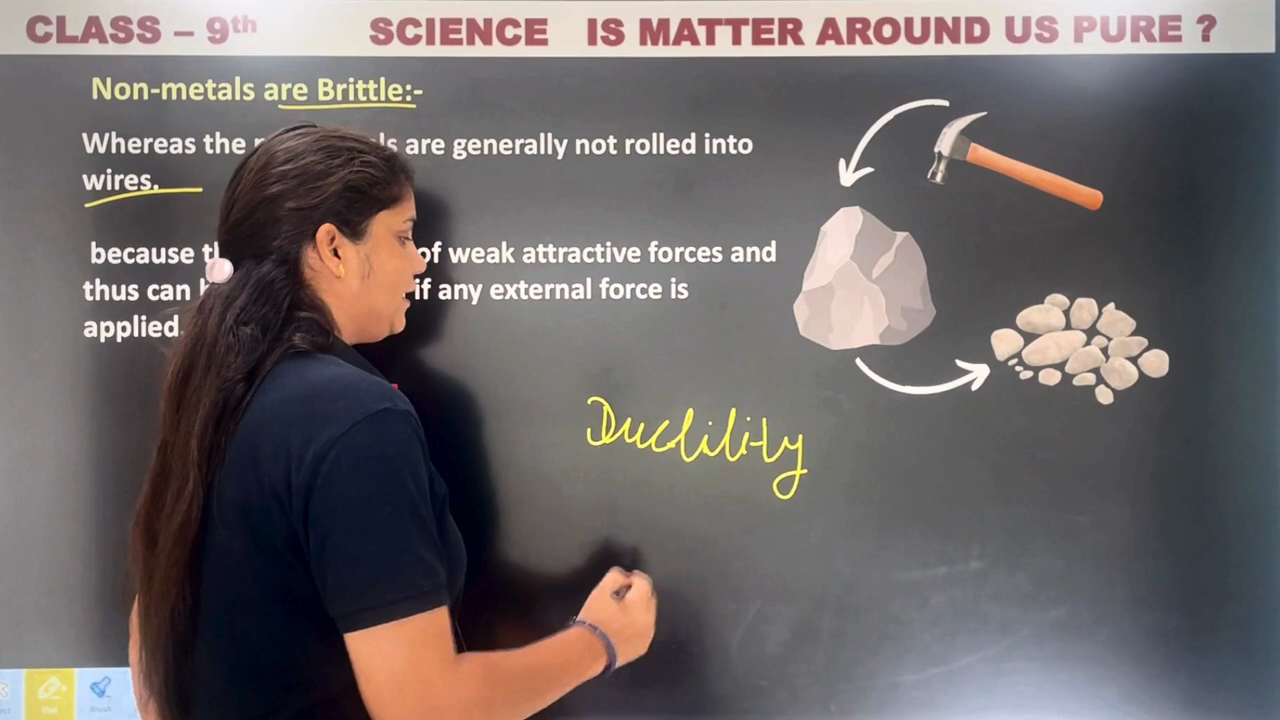 CLASS – 9th SCIENCE IS MATTER AROUND US PURE ?
Non-metals are Brittle:-
Whereas the are generally not rolled into
wires.
because of weak attractive forces and
thus can if any external force is
applied
Ductility
Brush